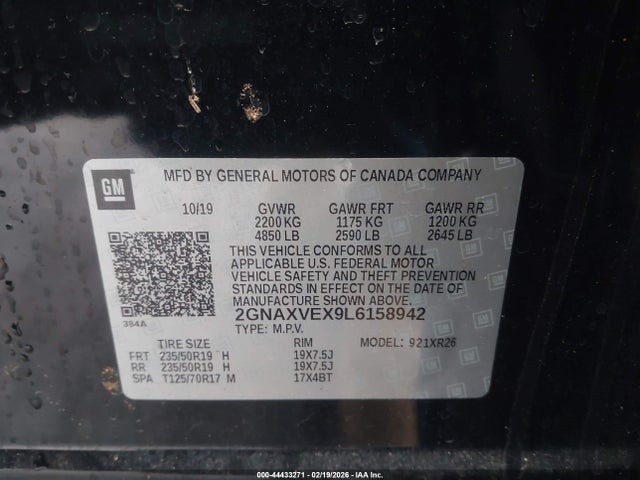 GM
MFD BY GENERAL MOTORS OF CANADA COMPANY
10/19 GVWR GAWR FRT GAWR RR
2200 KG 1175 KG 1200 KG
4850 LB 2590 LB 2645 LB
THIS VEHICLE CONFORMS TO ALL
APPLICABLE U.S. FEDERAL MOTOR
VEHICLE SAFETY AND THEFT PREVENTION
STANDARDS IN EFFECT ON THE DATE OF
MANUFACTURE SHOWN ABOVE.
2GNAXVEX9L6158942
384A
TYPE: M.P.V.
TIRE SIZE RIM MODEL: 921XR26
FRT 235/50R19 H 19X7.5J
RR 235/50R19 H 19X7.5J
SPA T125/70R17 M 17X4BT
000-44433271 - 02/19/2026 - IAA Inc.